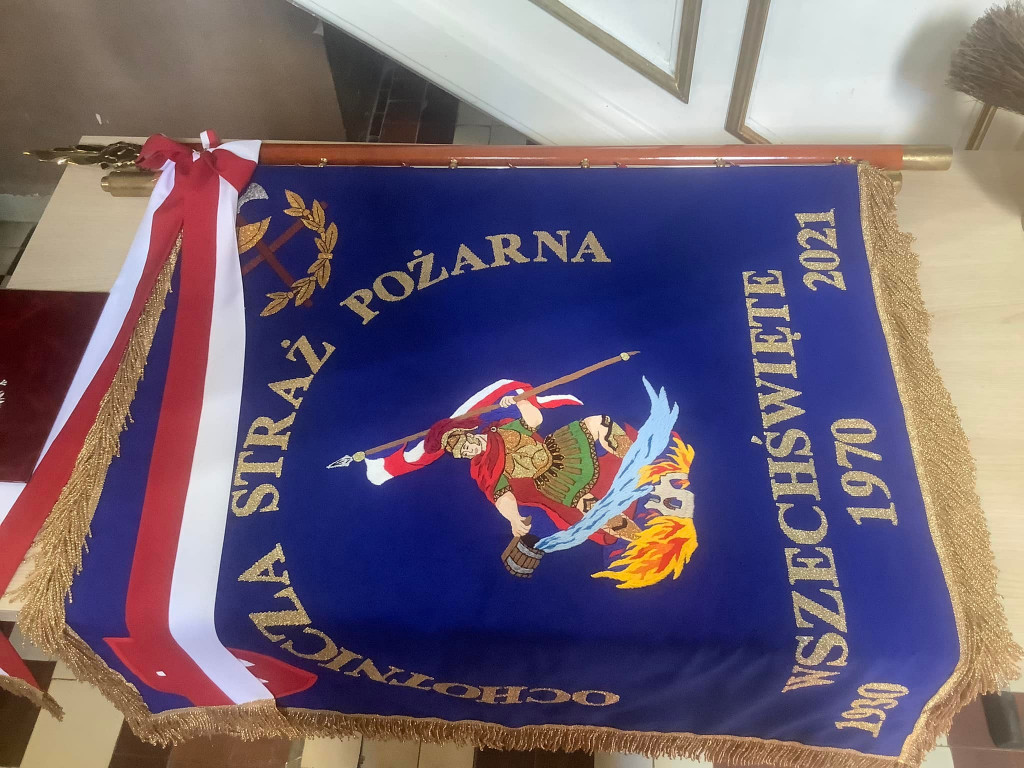 OCHOTNICZA STRAŻ POŻARNA
WSZECHŚWIĘTE
1930 1970 2021